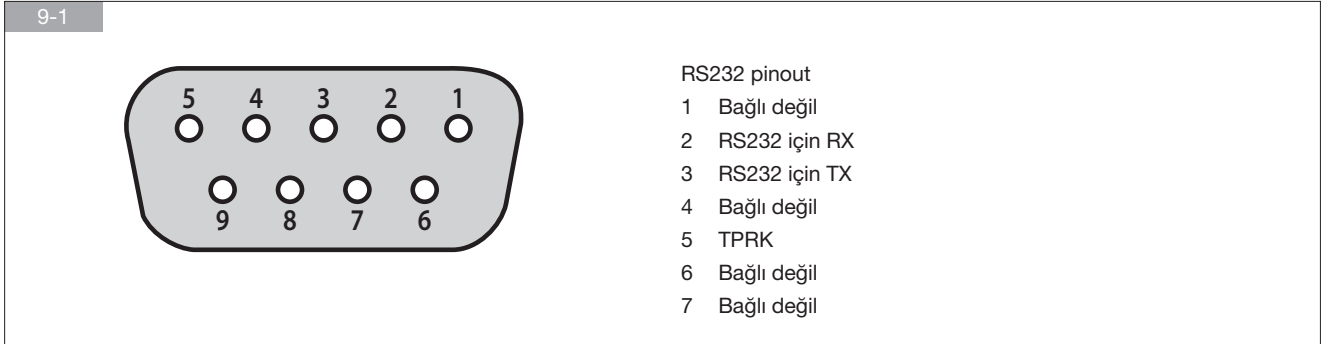 9-1
5 4 3 2 1
9 8 7 6
RS232 pinout
1 Bağlı değil
2 RS232 için RX
3 RS232 için TX
4 Bağlı değil
5 TPRK
6 Bağlı değil
7 Bağlı değil